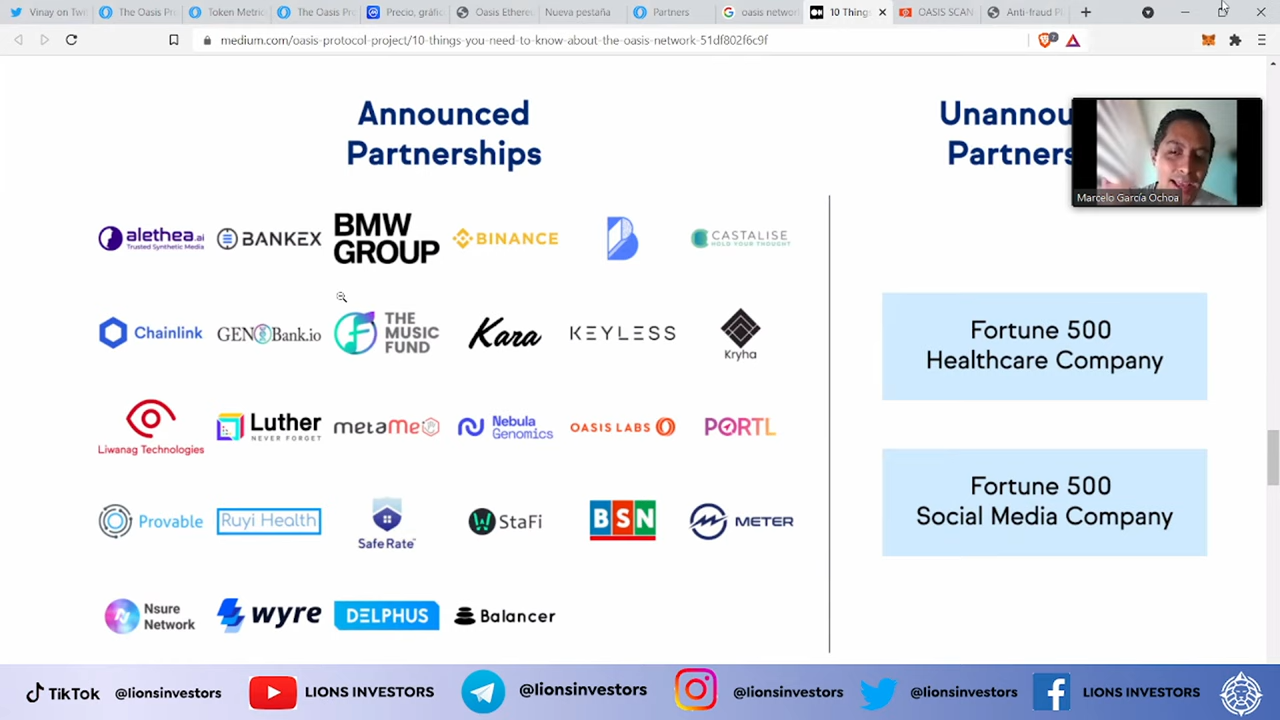 Vinay on Twi
The Oasis Pr
Token Metric
The Oasis Pr
Precio, gráfic
Oasis Ethere
Nueva pestaña
Partners
oasis networ
10 Thing
OASIS SCAN
Anti-fraud Pl
medium.com/oasis-protocol-project/10-things-you-need-to-know-about-the-oasis-network-51df802f6c9f
Announced
Partnerships
Unannou
Partners
Marcelo García Ochoa
alethea.ai
Trusted Synthetic Media
BANKEX
BMW
GROUP
BINANCE
CASTALISE
HOLD YOUR THOUGHT
Chainlink
GENOBank.io
THE
MUSIC
FUND
Kara
KEYLESS
Kryha
Fortune 500
Healthcare Company
Liwanag Technologies
Luther
NEVER FORGET
metaMe
Nebula
Genomics
OASIS LABS
PORTL
Fortune 500
Social Media Company
Provable
Ruyi Health
Safe Rate
StaFi
BSN
METER
Nsure
Network
wyre
DELPHUS
Balancer
TikTok @lionsinvestors
LIONS INVESTORS
@lionsinvestors
@lionsinvestors
@lionsinvestors
LIONS INVESTORS